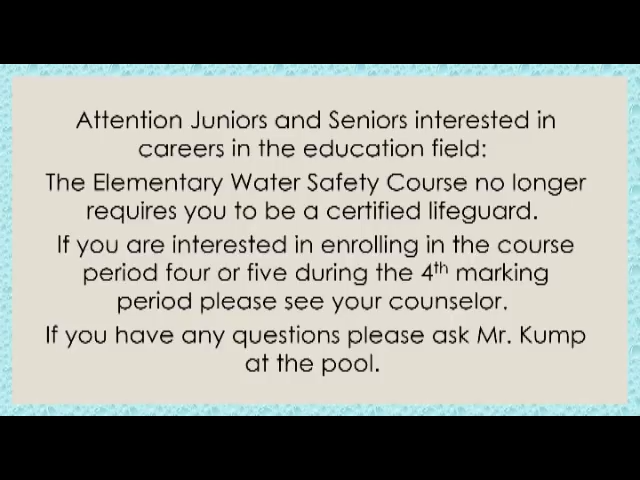 Attention Juniors and Seniors interested in
careers in the education field:
The Elementary Water Safety Course no longer
requires you to be a certified lifeguard.
If you are interested in enrolling in the course
period four or five during the 4th marking
period please see your counselor.
If you have any questions please ask Mr. Kump
at the pool.